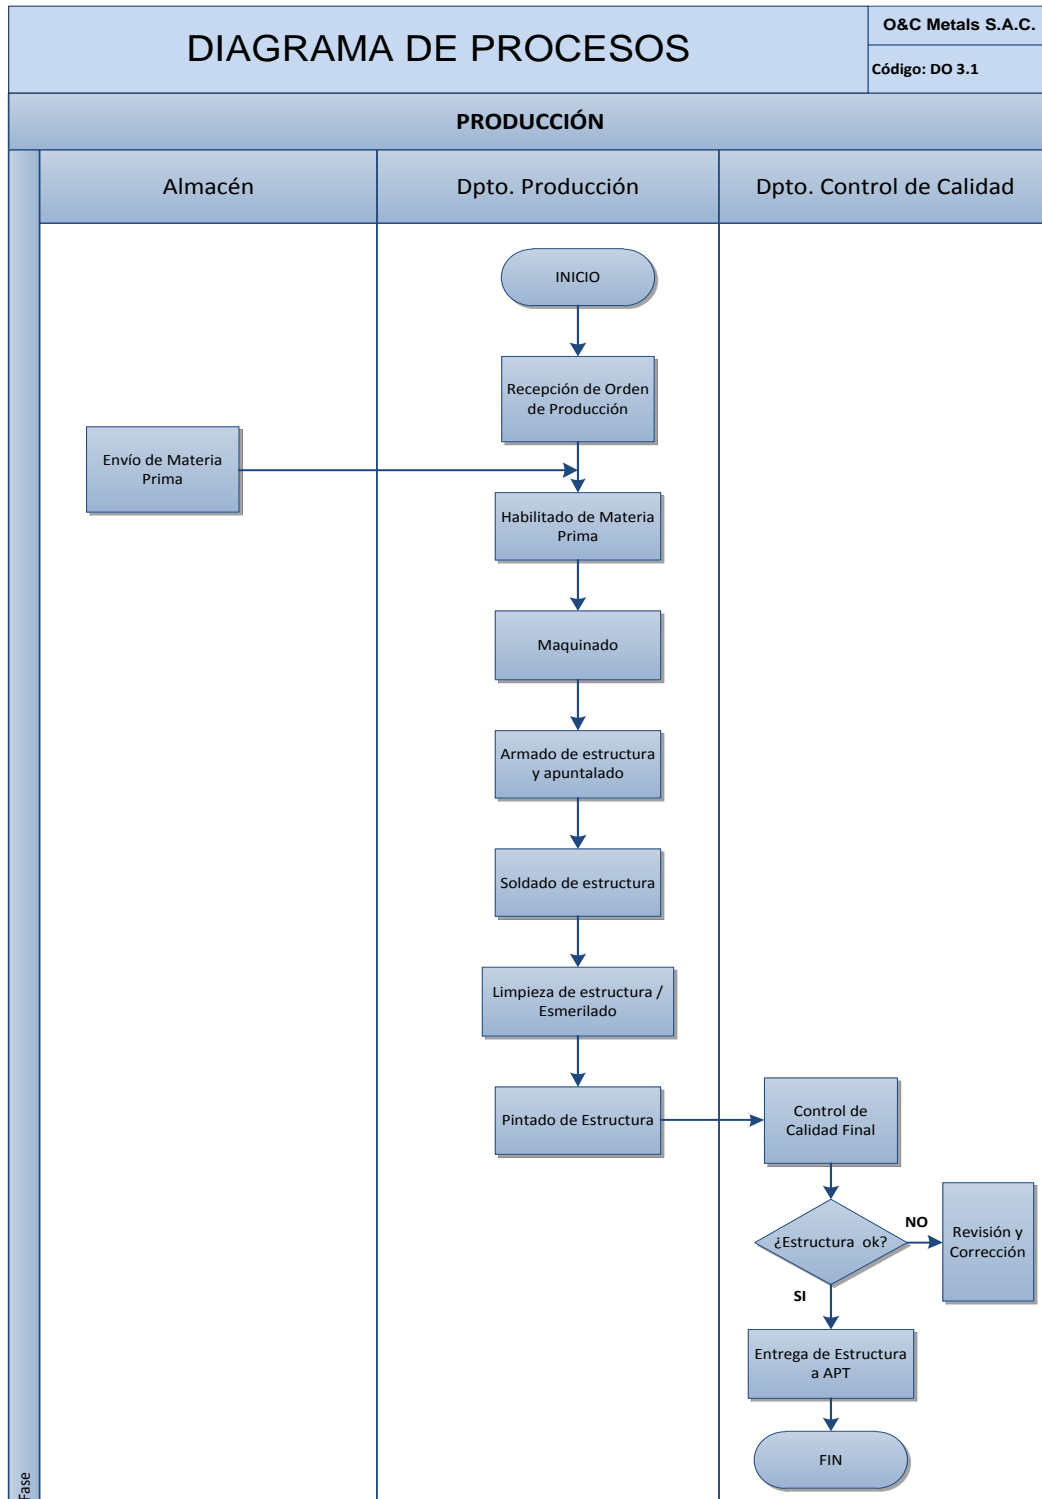 DIAGRAMA DE PROCESOS
O&C Metals S.A.C.
Código: DO 3.1
PRODUCCIÓN
Almacén
Dpto. Producción
Dpto. Control de Calidad
INICIO
Recepción de Orden
de Producción
Envío de Materia
Prima
Habilitado de Materia
Prima
Maquinado
Armado de estructura
y apuntalado
Soldado de estructura
Limpieza de estructura /
Esmerilado
Pintado de Estructura
Control de
Calidad Final
¿Estructura ok?
NO
Revisión y
Corrección
SI
Entrega de Estructura
a APT
FIN
Fase